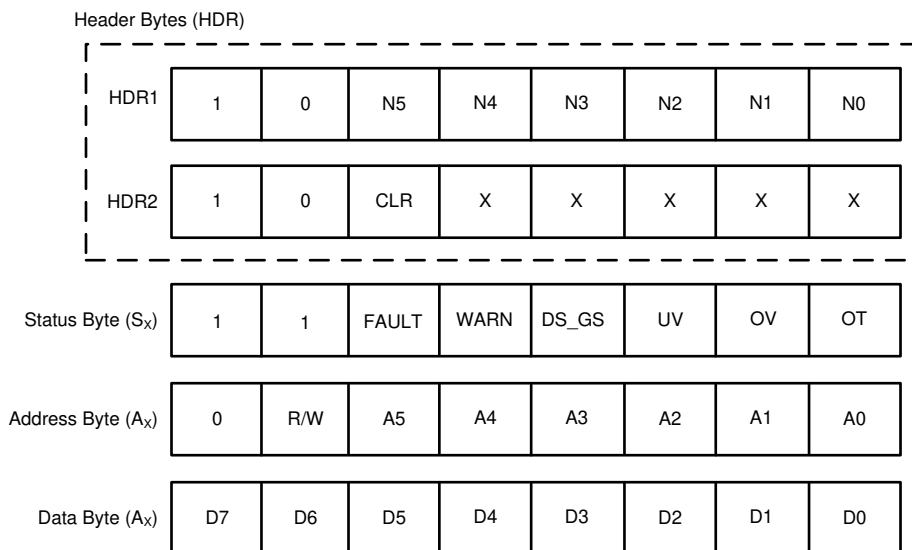 Header Bytes (HDR)
HDR1 1 0 N5 N4 N3 N2 N1 N0
HDR2 1 0 CLR X X X X X
Status Byte (SX) 1 1 FAULT WARN DS_GS UV OV OT
Address Byte (AX) 0 R/W A5 A4 A3 A2 A1 A0
Data Byte (AX) D7 D6 D5 D4 D3 D2 D1 D0